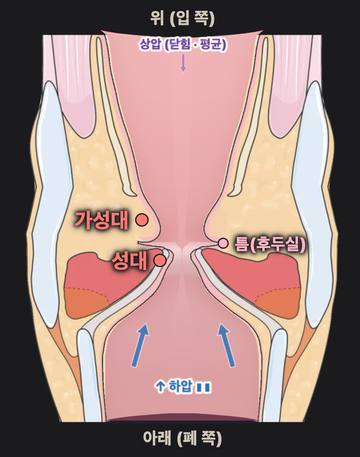 위 (입 쪽)
상압 (닫힘 · 평균)
가성대
틈(후두실)
성대
↑ 하압
아래 (폐 쪽)